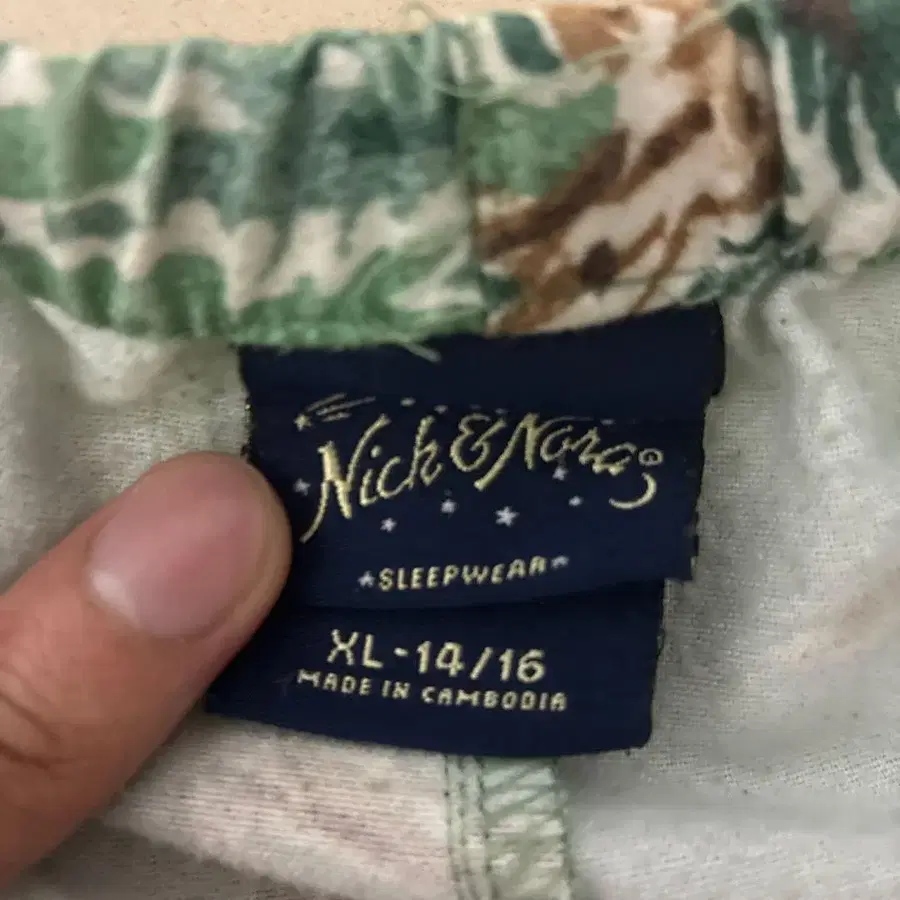 Nick & Nora
SLEEPWEAR
XL-14/16
MADE IN CAMBODIA